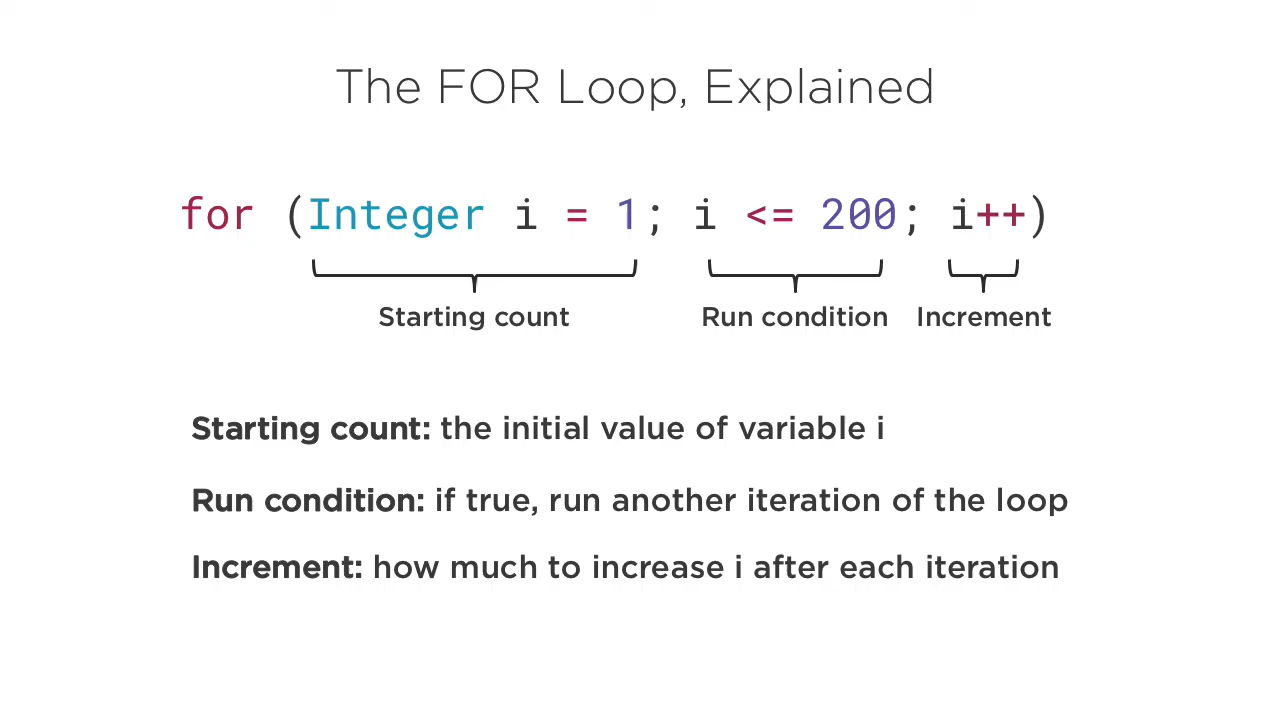 The FOR Loop, Explained
for (Integer i = 1; i <= 200; i++)
Starting count Run condition Increment
Starting count: the initial value of variable i
Run condition: if true, run another iteration of the loop
Increment: how much to increase i after each iteration